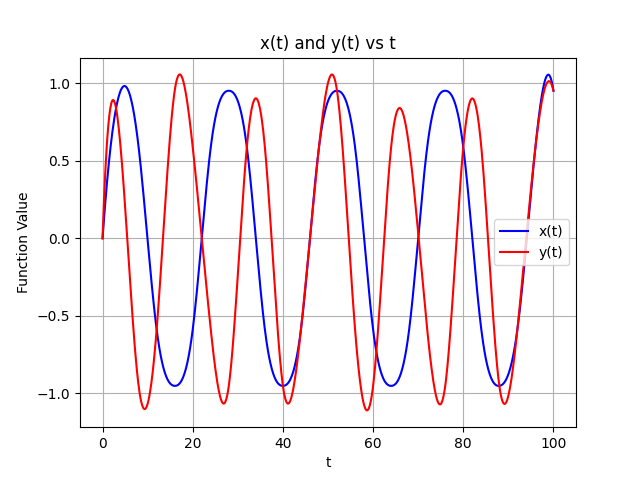 x(t) and y(t) vs t
Function Value
1.0
0.5
0.0
−0.5
−1.0
x(t)
y(t)
0 20 40 60 80 100
t